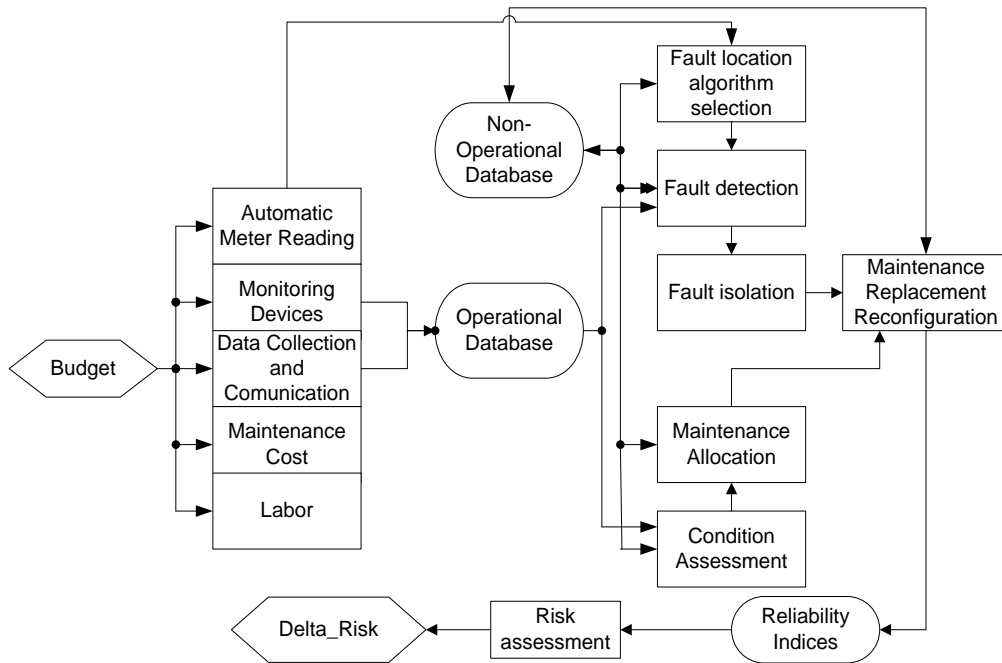 Fault location
algorithm
selection
Non-
Operational
Database
Fault detection
Automatic
Meter Reading
Monitoring
Devices
Data Collection
and
Comunication
Maintenance
Cost
Labor
Budget
Operational
Database
Fault isolation
Maintenance
Replacement
Reconfiguration
Maintenance
Allocation
Condition
Assessment
Delta_Risk
Risk
assessment
Reliability
Indices